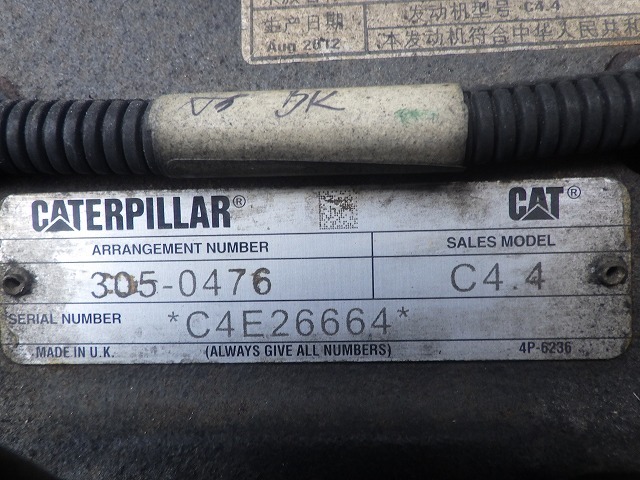 生产日期
Aug 2012
发动机型号 C4.4
本发动机符合中华人民共和
5K
CATERPILLAR®
CAT®
ARRANGEMENT NUMBER
SALES MODEL
305-0476
C4.4
SERIAL NUMBER
*C4E26664*
MADE IN U.K.
(ALWAYS GIVE ALL NUMBERS)
4P-6236